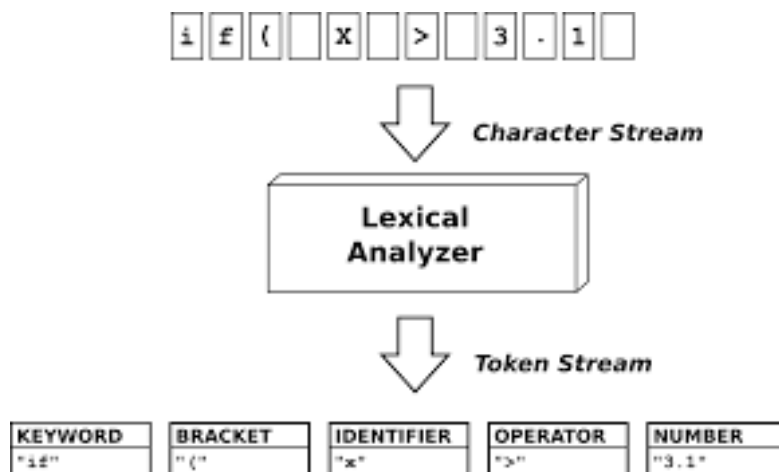 i f ( X > 3 . 1
Character Stream
Lexical
Analyzer
Token Stream
KEYWORD BRACKET IDENTIFIER OPERATOR NUMBER
"if" "(" "x" ">" "3.1"